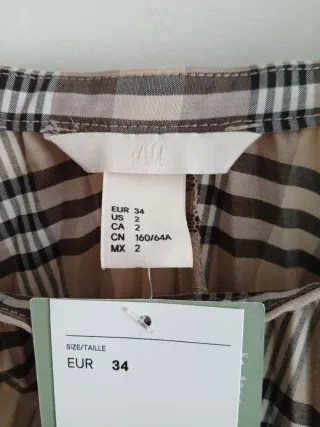 H&M
EUR 34
US 2
CA 2
CN 160/64A
MX 2
SIZE/TAILLE
EUR 34